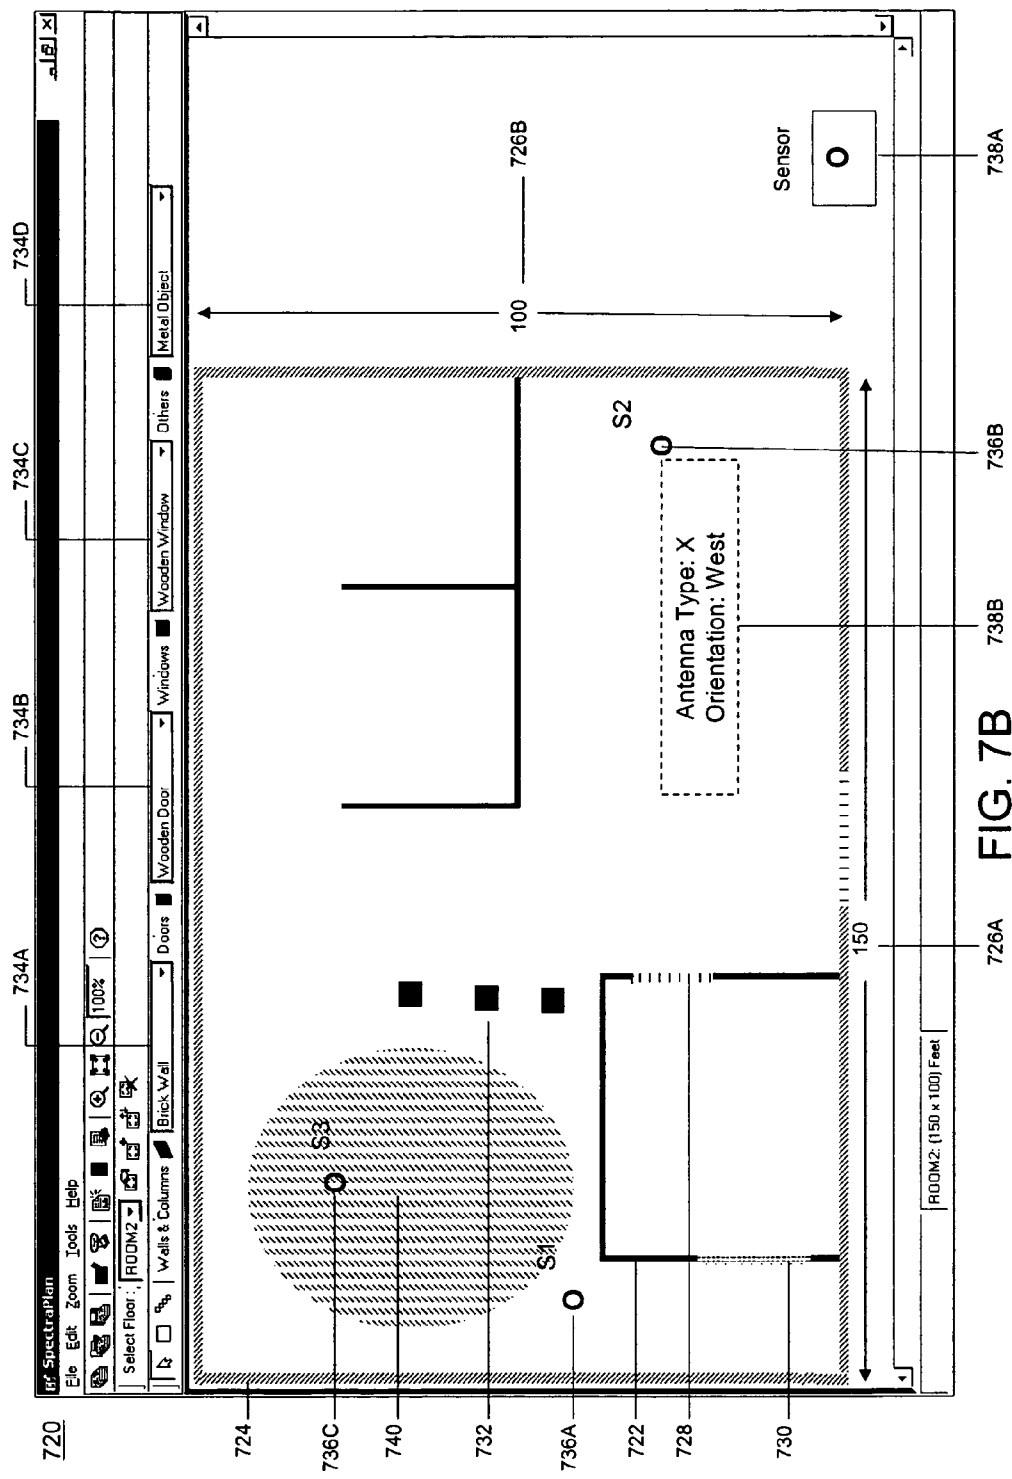 720
734A
734B
734C
734D
SpectraPlan
File Edit Zoom Tools Help
100%
Select Floor : ROOM2
Walls & Columns Brick Wall Doors Wooden Door Windows Wooden Window Others Metal Object
724
736C
740
732
736A
722
728
730
S3
S1
S2
Antenna Type: X
Orientation: West
100
726B
150
Sensor
ROOM2: (150 x 100) Feet
726A
738B
736B
738A
FIG. 7B